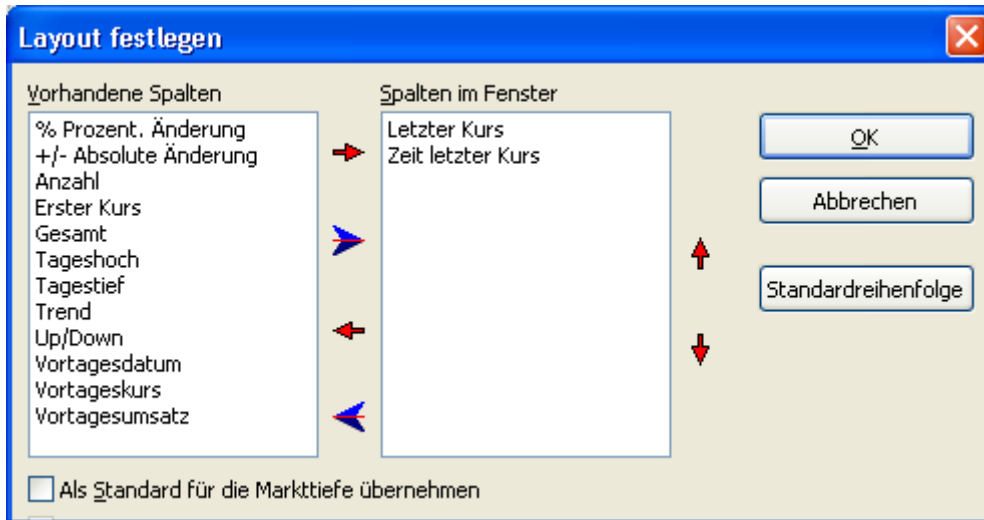 Layout festlegen
Vorhandene Spalten
% Prozent. Änderung
+/- Absolute Änderung
Anzahl
Erster Kurs
Gesamt
Tageshoch
Tagestief
Trend
Up/Down
Vortagesdatum
Vortageskurs
Vortagesumsatz
Spalten im Fenster
Letzter Kurs
Zeit letzter Kurs
OK
Abbrechen
Standardreihenfolge
Als Standard für die Markttiefe übernehmen